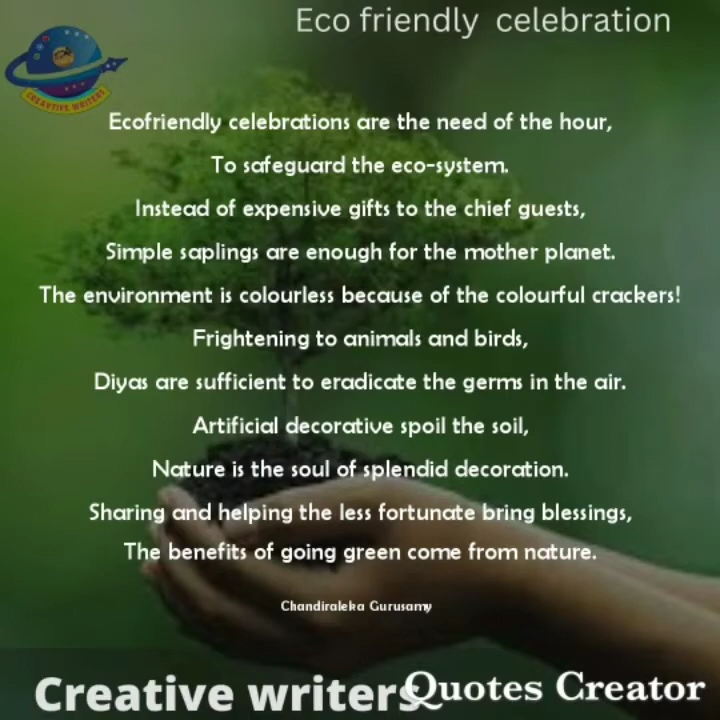 Eco friendly celebration
CREAVTIVE WRITERS
Ecofriendly celebrations are the need of the hour,
To safeguard the eco-system.
Instead of expensive gifts to the chief guests,
Simple saplings are enough for the mother planet.
The environment is colourless because of the colourful crackers!
Frightening to animals and birds,
Diyas are sufficient to eradicate the germs in the air.
Artificial decorative spoil the soil,
Nature is the soul of splendid decoration.
Sharing and helping the less fortunate bring blessings,
The benefits of going green come from nature.
Chandiraleka Gurusamy
Creative writers
Quotes Creator